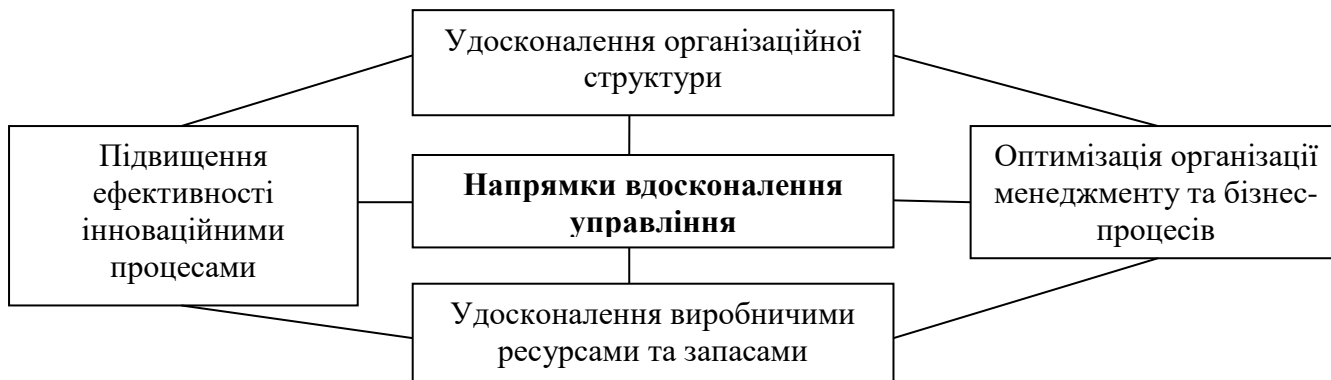 Удосконалення організаційної
структури
Підвищення
ефективності
інноваційними
процесами
Напрямки вдосконалення
управління
Оптимізація організації
менеджменту та бізнес-
процесів
Удосконалення виробничими
ресурсами та запасами